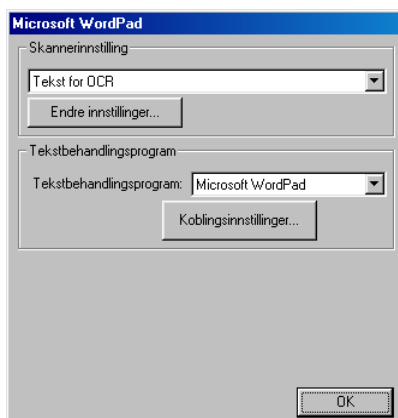 Microsoft WordPad
Skannerinnstilling
Tekst for OCR
Endre innstillinger...
Tekstbehandlingsprogram
Tekstbehandlingsprogram: Microsoft WordPad
Koblingsinnstillinger...
OK